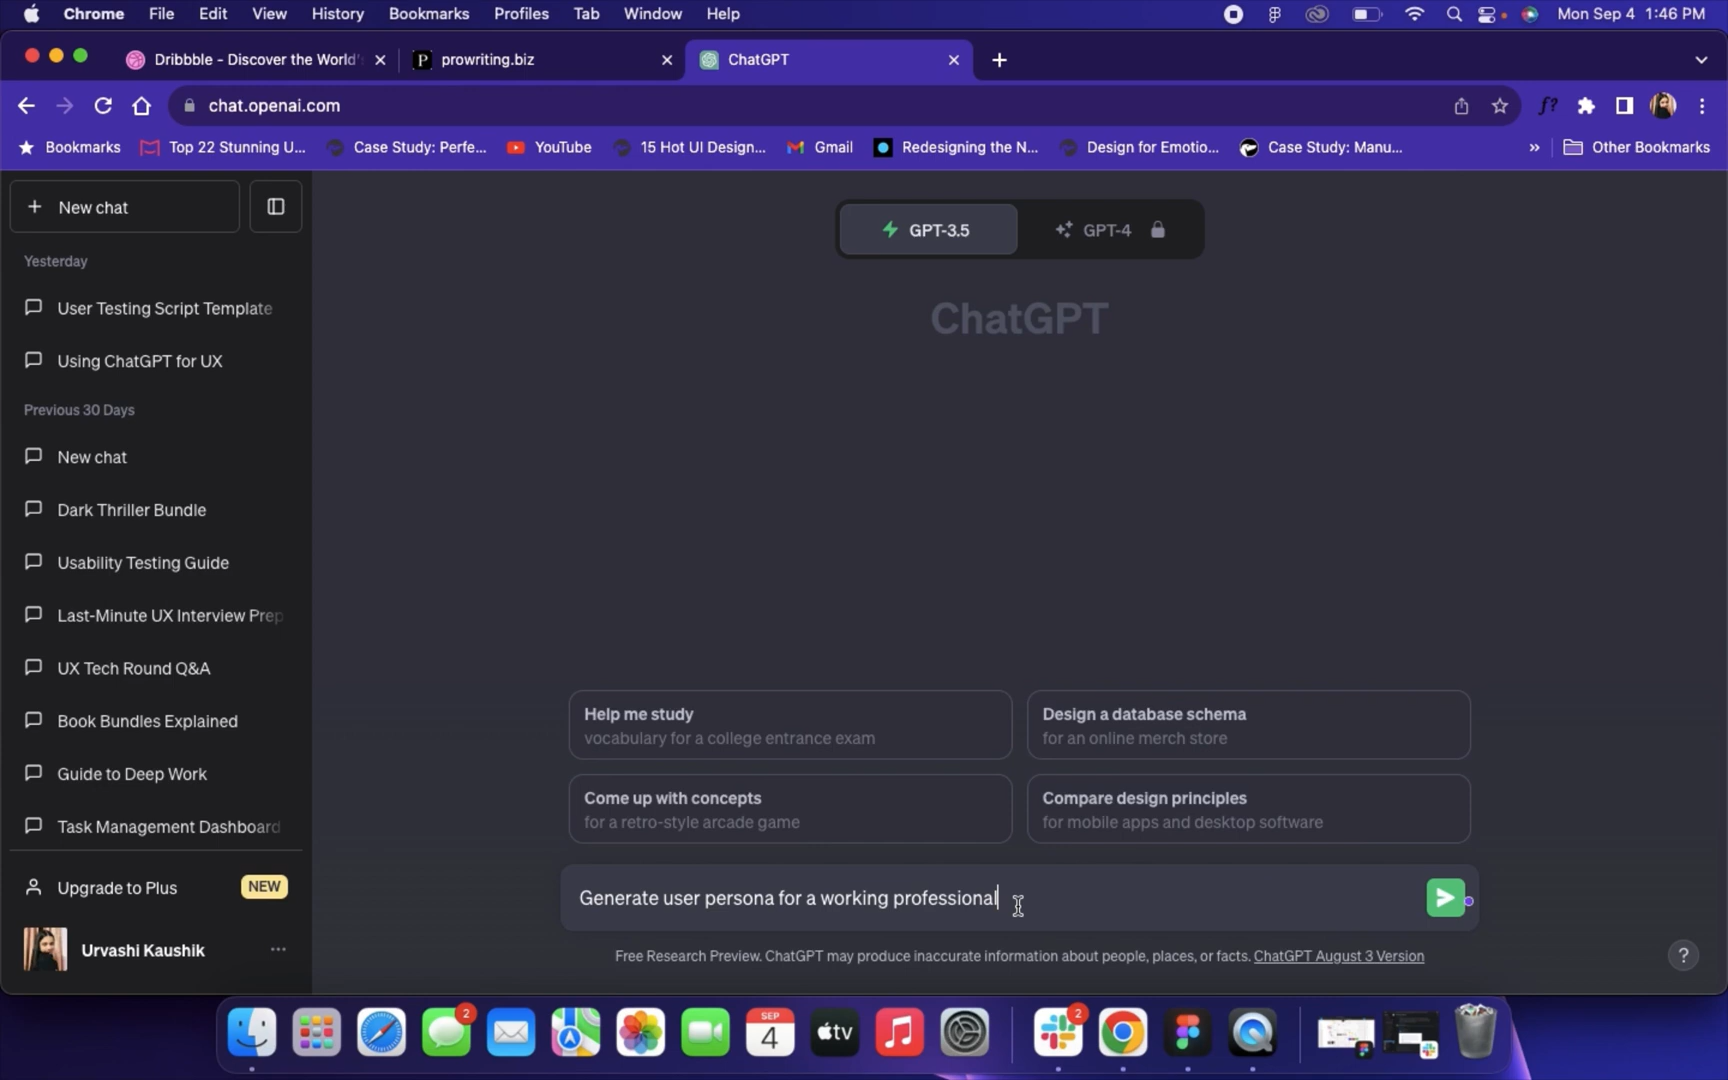 Chrome File Edit View History Bookmarks Profiles Tab Window Help Mon Sep 4 1:46 PM
Dribbble - Discover the World' prowriting.biz ChatGPT
chat.openai.com
Bookmarks Top 22 Stunning U... Case Study: Perfe... YouTube 15 Hot UI Design... Gmail Redesigning the N... Design for Emotio... Case Study: Manu... » Other Bookmarks
New chat
GPT-3.5 GPT-4
Yesterday
User Testing Script Template
Using ChatGPT for UX
Previous 30 Days
New chat
Dark Thriller Bundle
Usability Testing Guide
Last-Minute UX Interview Prep
UX Tech Round Q&A
Book Bundles Explained
Guide to Deep Work
Task Management Dashboard
Upgrade to Plus NEW
Urvashi Kaushik ...
ChatGPT
Help me study
vocabulary for a college entrance exam
Design a database schema
for an online merch store
Come up with concepts
for a retro-style arcade game
Compare design principles
for mobile apps and desktop software
Generate user persona for a working professional
Free Research Preview. ChatGPT may produce inaccurate information about people, places, or facts. ChatGPT August 3 Version
?
2
SEP
4
tv
2